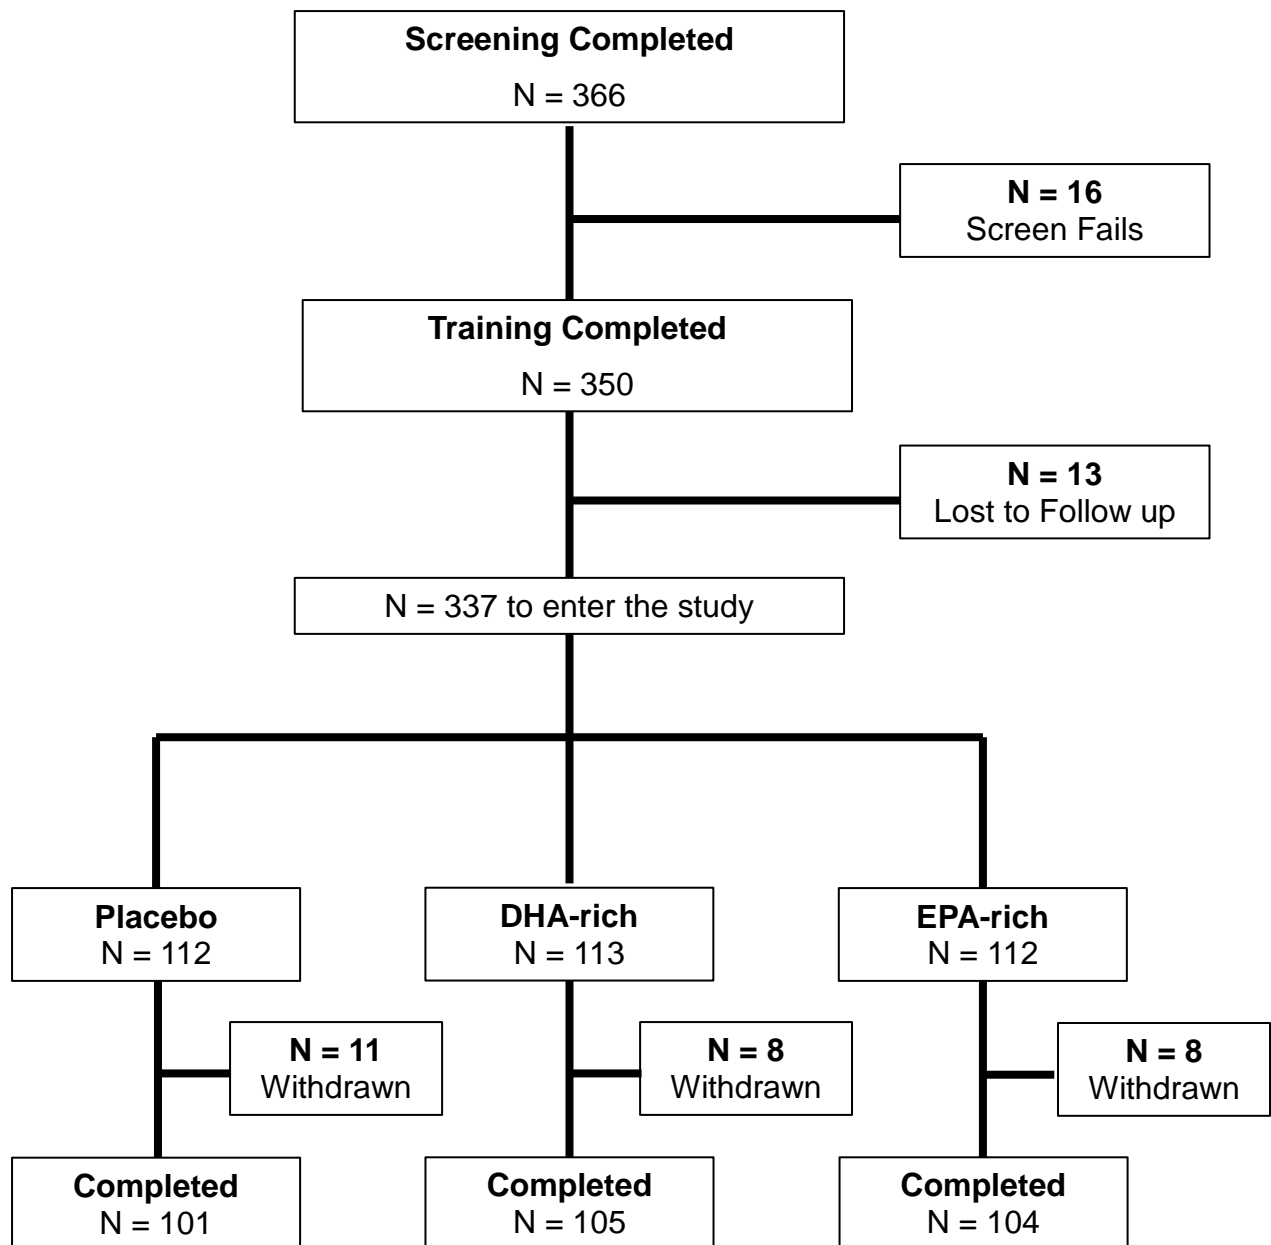 Screening Completed
N = 366
N = 16
Screen Fails
Training Completed
N = 350
N = 13
Lost to Follow up
N = 337 to enter the study
Placebo
N = 112
DHA-rich
N = 113
EPA-rich
N = 112
N = 11
Withdrawn
N = 8
Withdrawn
N = 8
Withdrawn
Completed
N = 101
Completed
N = 105
Completed
N = 104